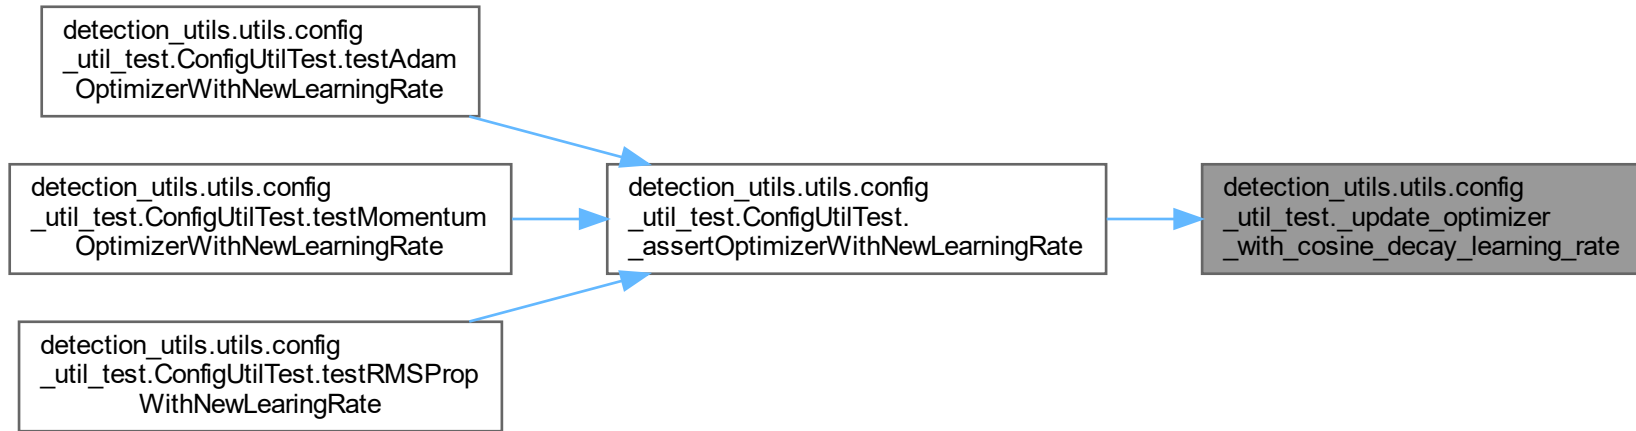 detection_utils.utils.config
_util_test.ConfigUtilTest.testAdam
OptimizerWithNewLearningRate
detection_utils.utils.config
_util_test.ConfigUtilTest.testMomentum
OptimizerWithNewLearningRate
detection_utils.utils.config
_util_test.ConfigUtilTest.testRMSProp
WithNewLearingRate
detection_utils.utils.config
_util_test.ConfigUtilTest.
_assertOptimizerWithNewLearningRate
detection_utils.utils.config
_util_test._update_optimizer
_with_cosine_decay_learning_rate